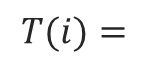 T(i) =